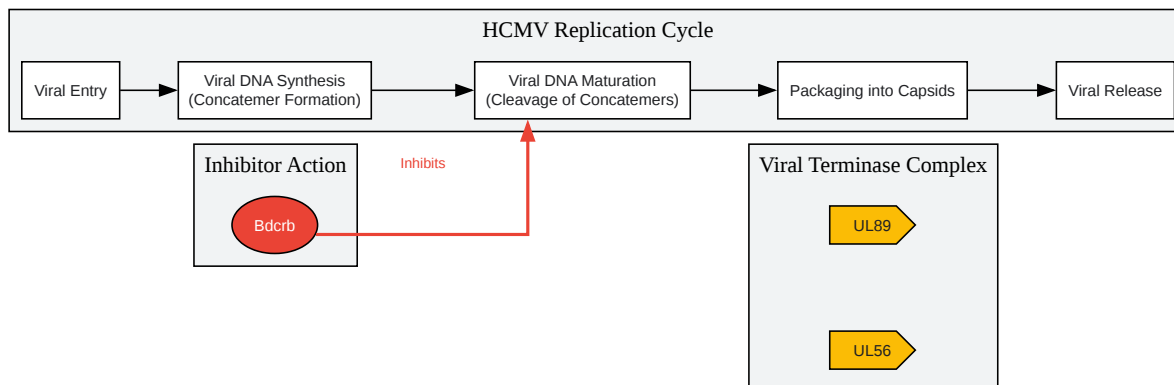 HCMV Replication Cycle
Viral Entry
Viral DNA Synthesis
(Concatemer Formation)
Viral DNA Maturation
(Cleavage of Concatemers)
Packaging into Capsids
Viral Release
Inhibitor Action
Inhibits
Bdcrb
Viral Terminase Complex
UL89
UL56